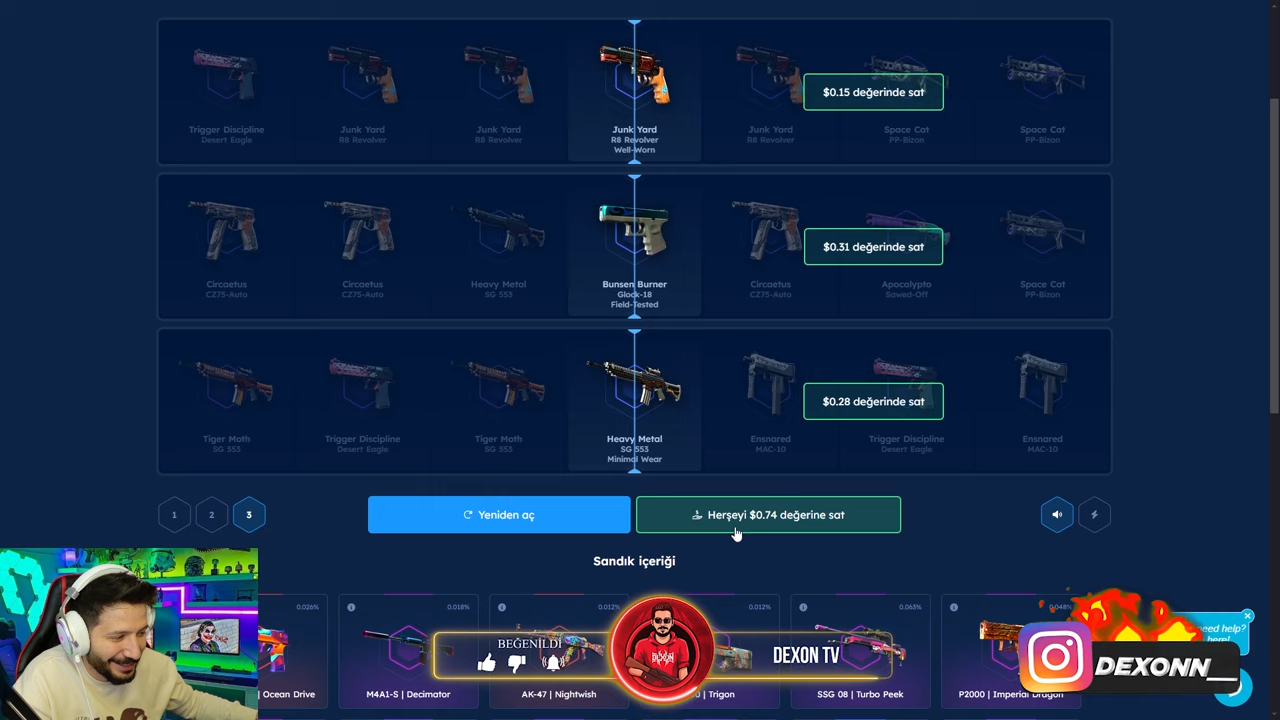 Trigger Discipline
Desert Eagle
Junk Yard
R8 Revolver
Junk Yard
R8 Revolver
Junk Yard
R8 Revolver
Well-Worn
Junk Yard
R8 Revolver
$0.15 değerinde sat
Space Cat
PP-Bizon
Space Cat
PP-Bizon
Circaetus
CZ75-Auto
Circaetus
CZ75-Auto
Heavy Metal
SG 553
Bunsen Burner
Glock-18
Field-Tested
Circaetus
CZ75-Auto
$0.31 değerinde sat
Apocalypto
Sawed-Off
Space Cat
PP-Bizon
Tiger Moth
SG 553
Trigger Discipline
Desert Eagle
Tiger Moth
SG 553
Heavy Metal
SG 553
Minimal Wear
Ensnared
MAC-10
$0.28 değerinde sat
Trigger Discipline
Desert Eagle
Ensnared
MAC-10
1 2 3
Yeniden aç
Herşeyi $0.74 değerine sat
Sandık içeriği
0.026%
0.018%
0.012%
0.012%
0.063%
0.048%
| Ocean Drive
M4A1-S | Decimator
AK-47 | Nightwish
| Trigon
SSG 08 | Turbo Peek
P2000 | Imperial Dragon
BEĞENİLDİ
DEXON TV
need help?
here!
DEXONN__